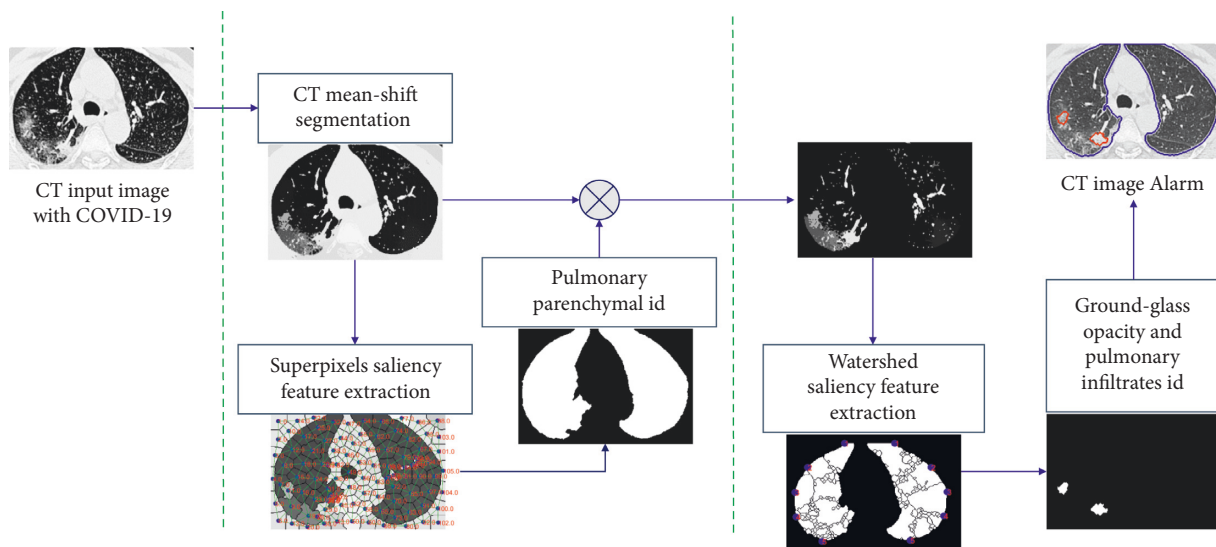 CT input image
with COVID-19
CT mean-shift
segmentation
Superpixels saliency
feature extraction
Pulmonary
parenchymal id
Watershed
saliency feature
extraction
Ground-glass
opacity and
pulmonary
infiltrates id
CT image Alarm